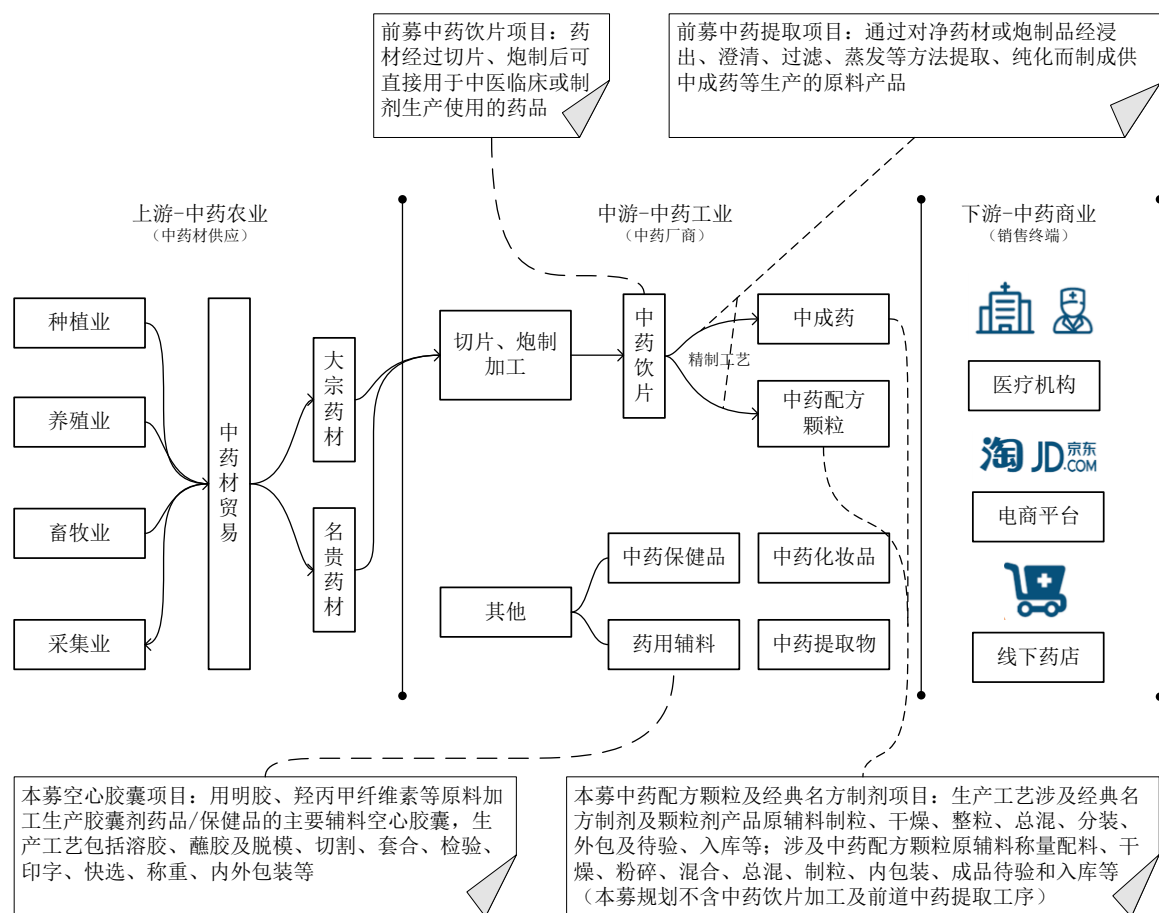 前募中药饮片项目：药
材经过切片、炮制后可
直接用于中医临床或制
剂生产使用的药品
前募中药提取项目：通过对净药材或炮制品经浸
出、澄清、过滤、蒸发等方法提取、纯化而制成供
中成药等生产的原料产品
上游-中药农业
（中药材供应）
中游-中药工业
（中药厂商）
下游-中药商业
（销售终端）
种植业
养殖业
畜牧业
采集业
中药材贸易
大宗药材
名贵药材
切片、炮制
加工
中药饮片
精制工艺
中成药
中药配方
颗粒
其他
中药保健品
中药化妆品
药用辅料
中药提取物
医疗机构
淘 JD 京东
.COM
电商平台
线下药店
本募空心胶囊项目：用明胶、羟丙甲纤维素等原料加
工生产胶囊剂药品/保健品的主要辅料空心胶囊，生
产工艺包括溶胶、蘸胶及脱模、切割、套合、检验、
印字、快选、称重、内外包装等
本募中药配方颗粒及经典名方制剂项目：生产工艺涉及经典名
方制剂及颗粒剂产品原辅料制粒、干燥、整粒、总混、分装、
外包及待验、入库等；涉及中药配方颗粒原辅料称量配料、干
燥、粉碎、混合、总混、制粒、内包装、成品待验和入库等
（本募规划不含中药饮片加工及前道中药提取工序）